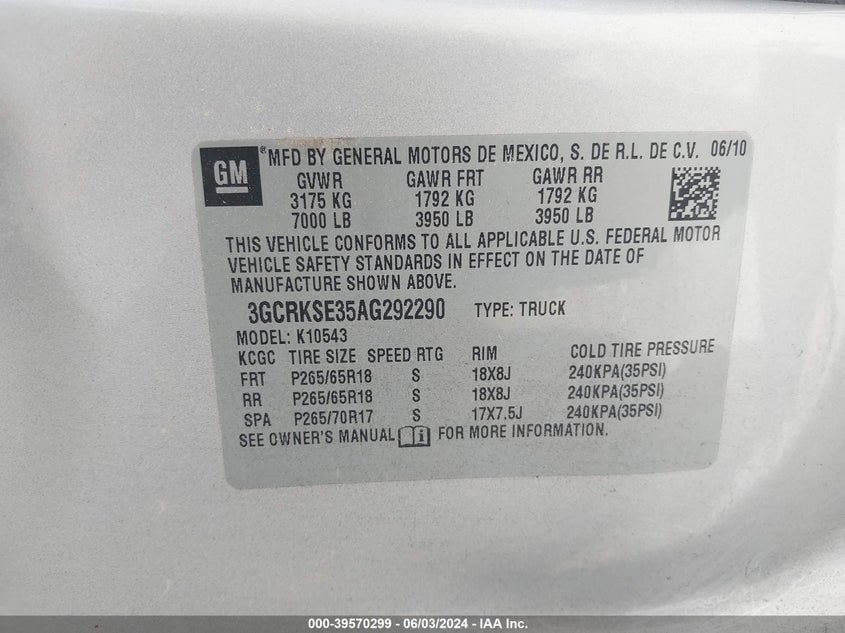 GM ® MFD BY GENERAL MOTORS DE MEXICO, S. DE R.L. DE C.V. 06/10
GVWR GAWR FRT GAWR RR
3175 KG 1792 KG 1792 KG
7000 LB 3950 LB 3950 LB
THIS VEHICLE CONFORMS TO ALL APPLICABLE U.S. FEDERAL MOTOR
VEHICLE SAFETY STANDARDS IN EFFECT ON THE DATE OF
MANUFACTURE SHOWN ABOVE.
3GCRKSE35AG292290 TYPE: TRUCK
MODEL: K10543
KCGC TIRE SIZE SPEED RTG RIM COLD TIRE PRESSURE
FRT P265/65R18 S 18X8J 240KPA(35PSI)
RR P265/65R18 S 18X8J 240KPA(35PSI)
SPA P265/70R17 S 17X7.5J 240KPA(35PSI)
SEE OWNER'S MANUAL i FOR MORE INFORMATION.
000-39570299 - 06/03/2024 - IAA Inc.